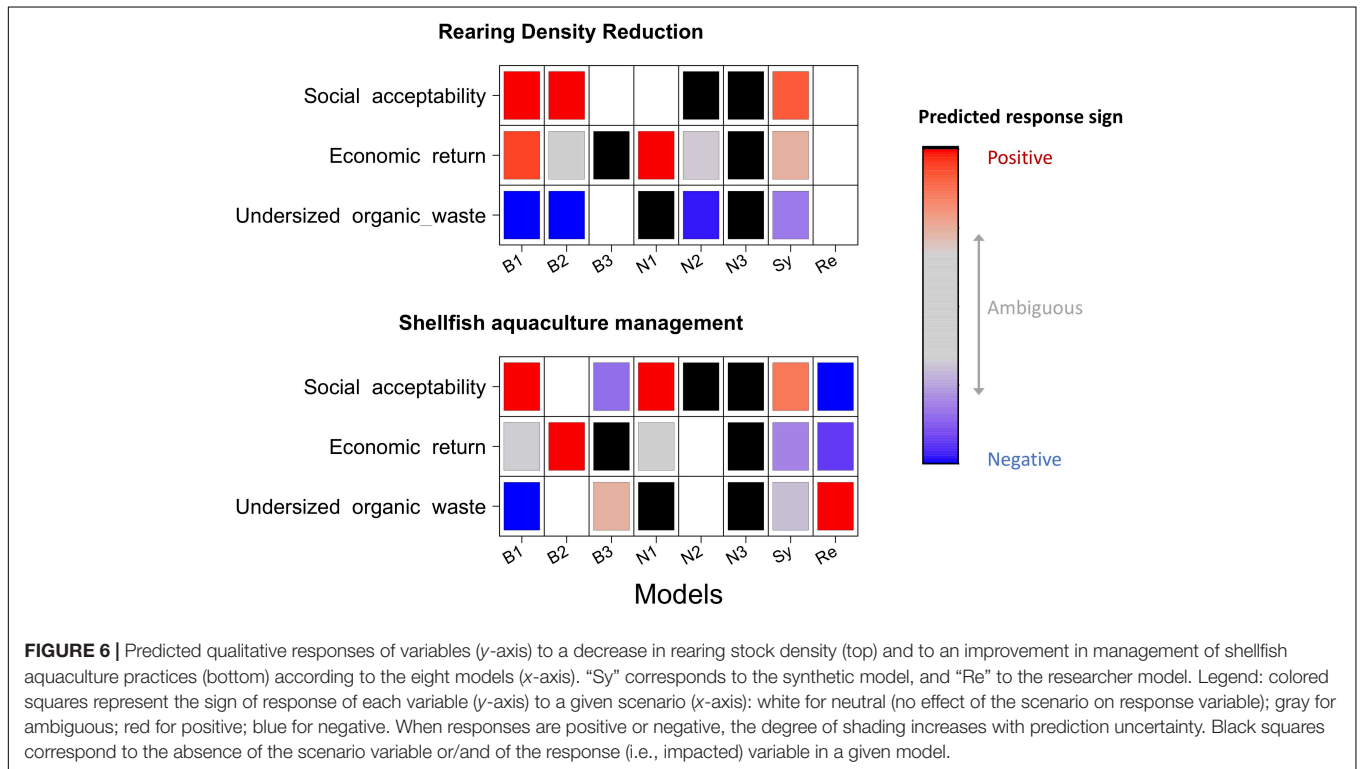 Rearing Density Reduction
Social acceptability
Economic return
Undersized organic_waste
B1 B2 B3 N1 N2 N3 Sy Re
Predicted response sign
Positive
Ambiguous
Negative
Shellfish aquaculture management
Social acceptability
Economic return
Undersized organic waste
B1 B2 B3 N1 N2 N3 Sy Re
Models
FIGURE 6 | Predicted qualitative responses of variables (y-axis) to a decrease in rearing stock density (top) and to an improvement in management of shellfish
aquaculture practices (bottom) according to the eight models (x-axis). “Sy” corresponds to the synthetic model, and “Re” to the researcher model. Legend: colored
squares represent the sign of response of each variable (y-axis) to a given scenario (x-axis): white for neutral (no effect of the scenario on response variable); gray for
ambiguous; red for positive; blue for negative. When responses are positive or negative, the degree of shading increases with prediction uncertainty. Black squares
correspond to the absence of the scenario variable or/and of the response (i.e., impacted) variable in a given model.